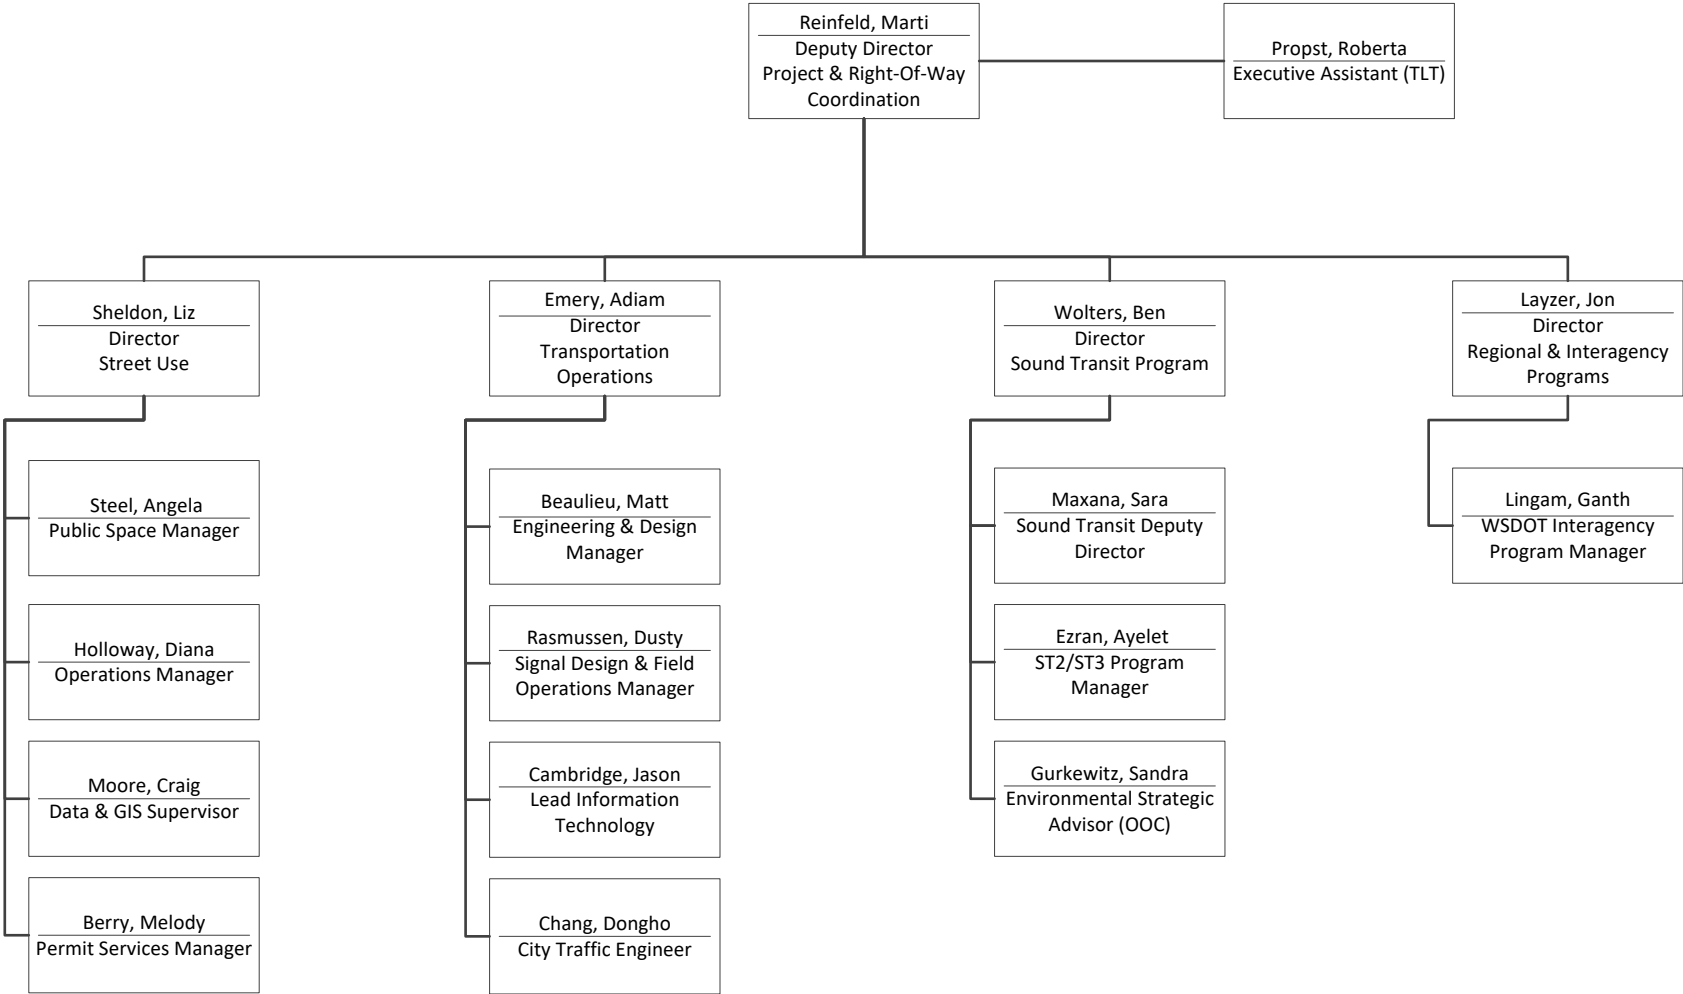 Reinfeld, Marti
Deputy Director
Project & Right-Of-Way
Coordination
Propst, Roberta
Executive Assistant (TLT)
Sheldon, Liz
Director
Street Use
Emery, Adiam
Director
Transportation
Operations
Wolters, Ben
Director
Sound Transit Program
Layzer, Jon
Director
Regional & Interagency
Programs
Steel, Angela
Public Space Manager
Holloway, Diana
Operations Manager
Moore, Craig
Data & GIS Supervisor
Berry, Melody
Permit Services Manager
Beaulieu, Matt
Engineering & Design
Manager
Rasmussen, Dusty
Signal Design & Field
Operations Manager
Cambridge, Jason
Lead Information
Technology
Chang, Dongho
City Traffic Engineer
Maxana, Sara
Sound Transit Deputy
Director
Ezran, Ayelet
ST2/ST3 Program
Manager
Gurkewitz, Sandra
Environmental Strategic
Advisor (OOC)
Lingam, Ganth
WSDOT Interagency
Program Manager